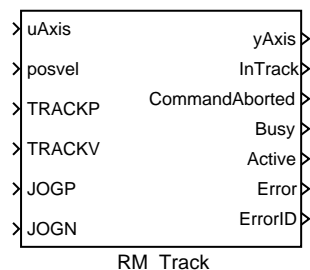 uAxis
posvel
TRACKP
TRACKV
JOGP
JOGN
yAxis
InTrack
CommandAborted
Busy
Active
Error
ErrorID
RM_Track